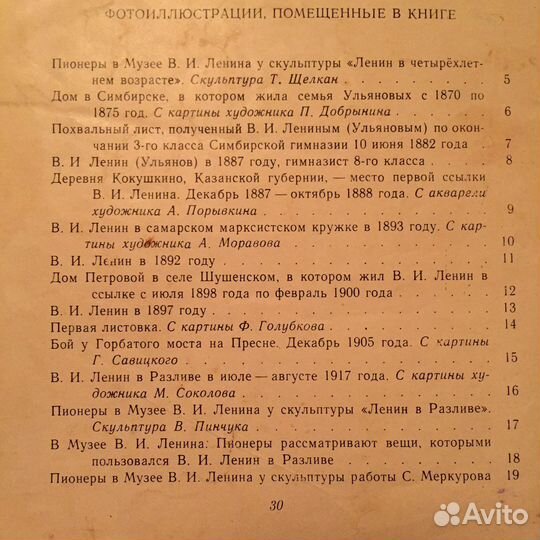 ФОТОИЛЛЮСТРАЦИИ, ПОМЕЩЕННЫЕ В КНИГЕ
Пионеры в Музее В. И. Ленина у скульптуры «Ленин в четырёхлет-
нем возрасте». Скульптура Т. Щелкан . . . . . . . . . 5
Дом в Симбирске, в котором жила семья Ульяновых с 1870 по
1875 год. С картины художника П. Добрынина . . . . . . 6
Похвальный лист, полученный В. И. Лениным (Ульяновым) по окон-
чании 3-го класса Симбирской гимназии 10 июня 1882 года . 7
В. И Ленин (Ульянов) в 1887 году, гимназист 8-го класса . . . 8
Деревня Кокушкино, Казанской губернии, — место первой ссылки
В. И. Ленина. Декабрь 1887 — октябрь 1888 года. С акварели
художника А. Порывкина . . . . . . . . . . . . 9
В. И. Ленин в самарском марксистском кружке в 1893 году. С кар-
тины художника А. Моравова . . . . . . . . . . 10
В. И. Ленин в 1892 году . . . . . . . . . . . . 11
Дом Петровой в селе Шушенском, в котором жил В. И. Ленин в
ссылке с июля 1898 года по февраль 1900 года . . . . . . 12
В. И. Ленин в 1897 году . . . . . . . . . . . . 13
Первая листовка. С картины Ф. Голубкова . . . . . . . . 14
Бой у Горбатого моста на Пресне. Декабрь 1905 года. С картины
Г. Савицкого . . . . . . . . . . . . . . . 15
В. И. Ленин в Разливе в июле — августе 1917 года. С картины ху-
дожника М. Соколова . . . . . . . . . . . . . 16
Пионеры в Музее В. И. Ленина у скульптуры «Ленин в Разливе».
Скульптура В. Пинчука . . . . . . . . . . . . 17
В Музее В. И. Ленина: Пионеры рассматривают вещи, которыми
пользовался В. И. Ленин в Разливе . . . . . . . . . 18
Пионеры в Музее В. И. Ленина у скульптуры работы С. Меркурова 19
30
Avito